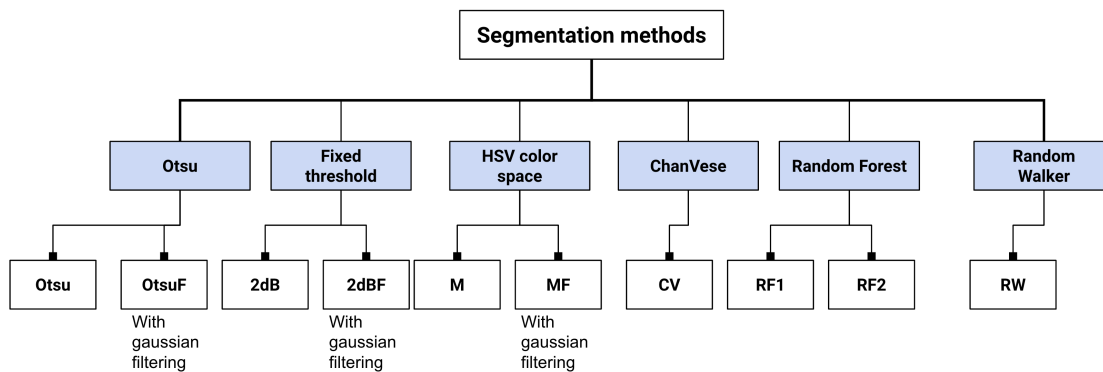 Segmentation methods
Otsu
Fixed
threshold
HSV color
space
ChanVese
Random Forest
Random
Walker
Otsu
OtsuF
2dB
2dBF
M
MF
CV
RF1
RF2
RW
With
gaussian
filtering
With
gaussian
filtering
With
gaussian
filtering